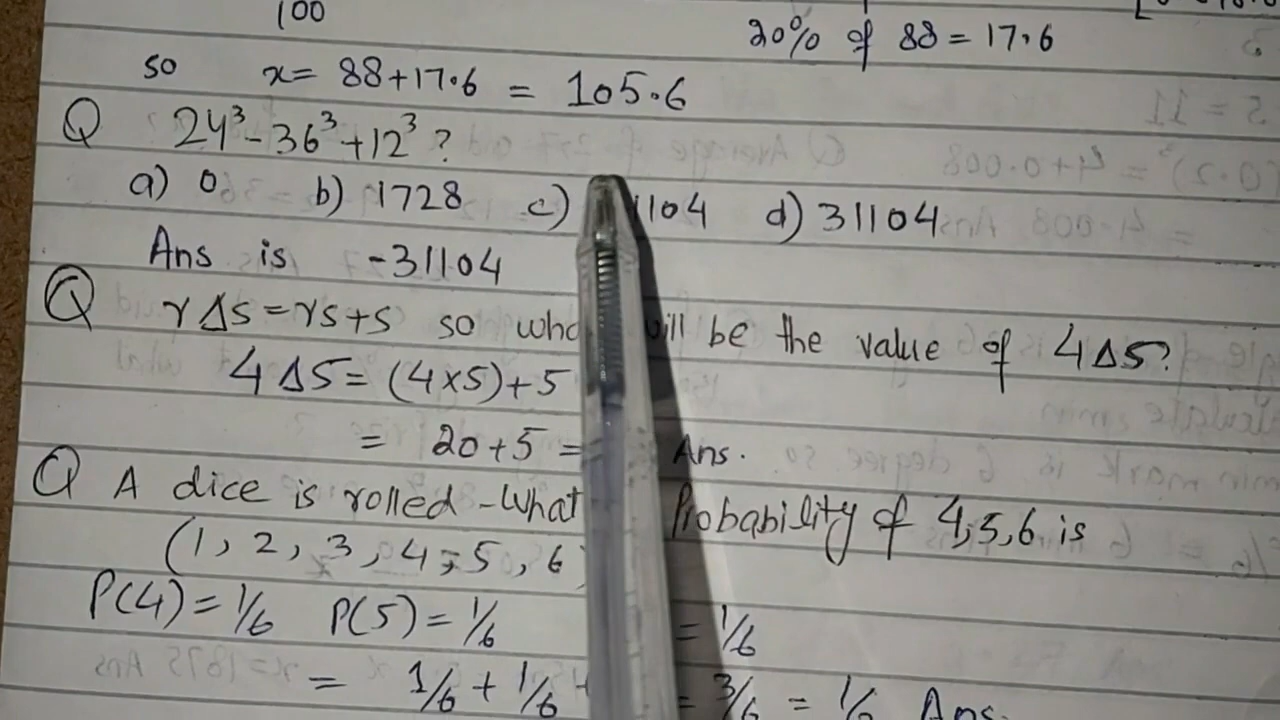 100
20% of 88 = 17.6
so x = 88+17.6 = 105.6
Q 24³-36³+12³ ?
a) 0 b) 1728 c) 1104 d) 31104
Ans is -31104
Q r∆s=rs+s so will be the value of 4∆5?
4∆5 = (4×5)+5
= 20+5 = Ans.
Q A dice is rolled - What Probability of 4,5,6 is
(1, 2, 3, 4, 5, 6
P(4) = 1/6 P(5) = 1/6 = 1/6
= 1/6 + 1/6 + = 3/6 = 1/ Ans.